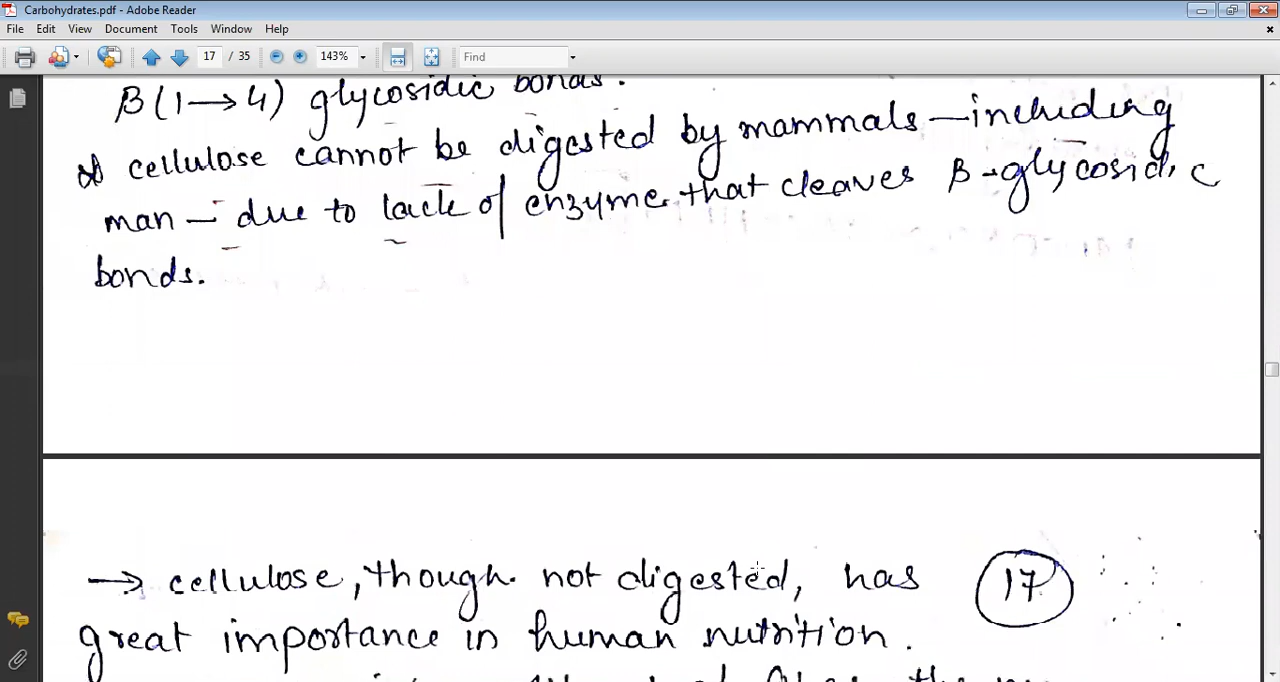 Carbohydrates.pdf - Adobe Reader
File Edit View Document Tools Window Help
17 / 35 143% Find
β(1→4) glycosidic bonds.
cellulose cannot be digested by mammals – including
man – due to lack of enzyme that cleaves β-glycosidic
bonds.
→ cellulose, though not digested, has 17
great importance in human nutrition.